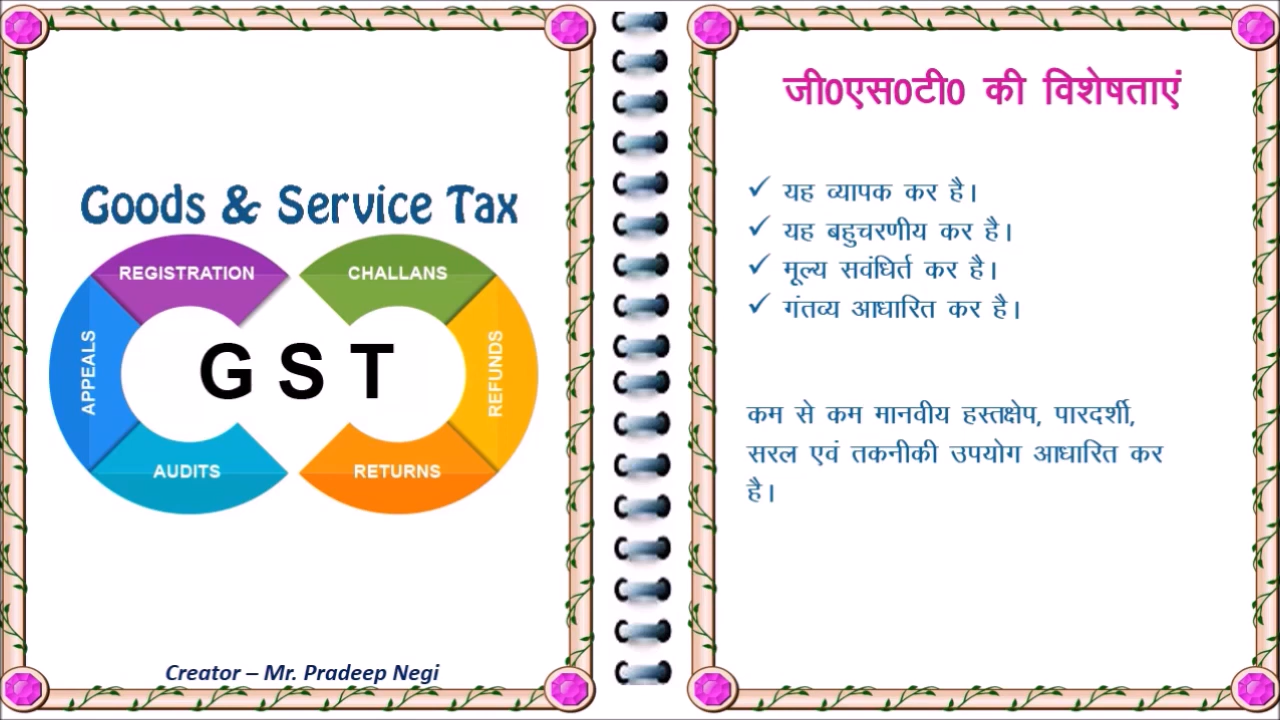 Goods & Service Tax
REGISTRATION
CHALLANS
APPEALS
G S T
REFUNDS
AUDITS
RETURNS
Creator – Mr. Pradeep Negi
जी0एस0टी0 की विशेषताएं
✓ यह व्यापक कर है।
✓ यह बहुचरणीय कर है।
✓ मूल्य सवंधिर्त कर है।
✓ गंतव्य आधारित कर है।
कम से कम मानवीय हस्तक्षेप, पारदर्शी,
सरल एवं तकनीकी उपयोग आधारित कर
है।